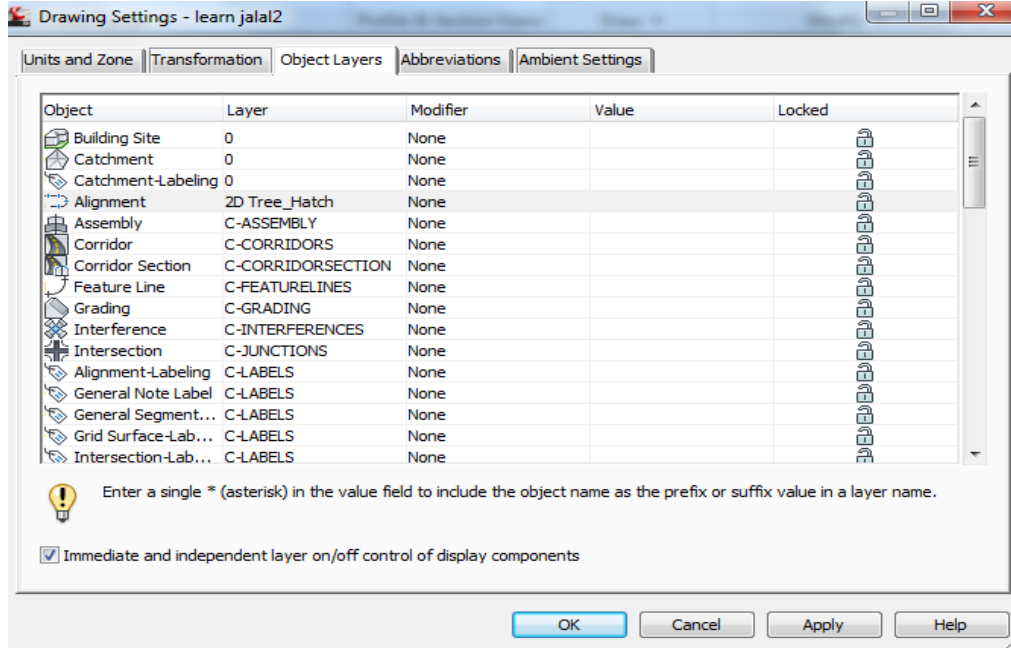 Drawing Settings - learn jalal2
Units and Zone Transformation Object Layers Abbreviations Ambient Settings
Object Layer Modifier Value Locked
Building Site 0 None
Catchment 0 None
Catchment-Labeling 0 None
Alignment 2D Tree_Hatch None
Assembly C-ASSEMBLY None
Corridor C-CORRIDORS None
Corridor Section C-CORRIDORSECTION None
Feature Line C-FEATURELINES None
Grading C-GRADING None
Interference C-INTERFERENCES None
Intersection C-JUNCTIONS None
Alignment-Labeling C-LABELS None
General Note Label C-LABELS None
General Segment... C-LABELS None
Grid Surface-Lab... C-LABELS None
Intersection-Lab... C-LABELS None
Enter a single * (asterisk) in the value field to include the object name as the prefix or suffix value in a layer name.
Immediate and independent layer on/off control of display components
OK Cancel Apply Help